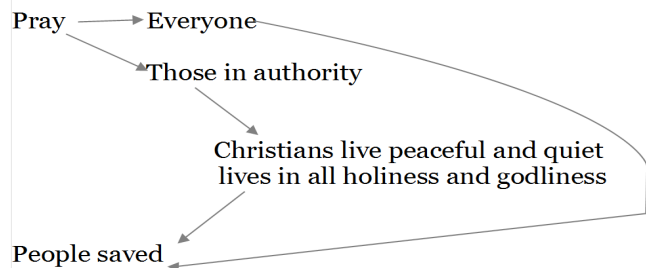 Pray
Everyone
Those in authority
Christians live peaceful and quiet
lives in all holiness and godliness
People saved